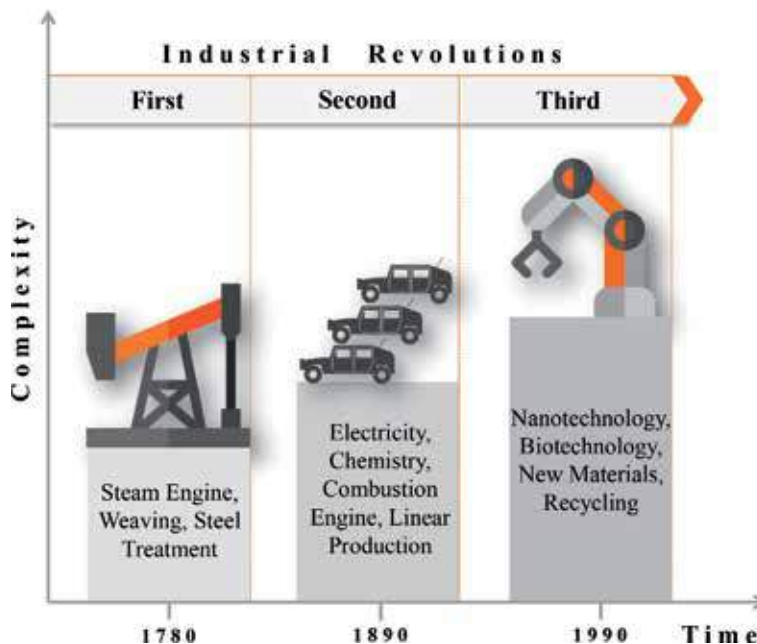 Industrial Revolutions
First
Second
Third
Complexity
Steam Engine,
Weaving, Steel
Treatment
Electricity,
Chemistry,
Combustion
Engine, Linear
Production
Nanotechnology,
Biotechnology,
New Materials,
Recycling
1780
1890
1990
Time